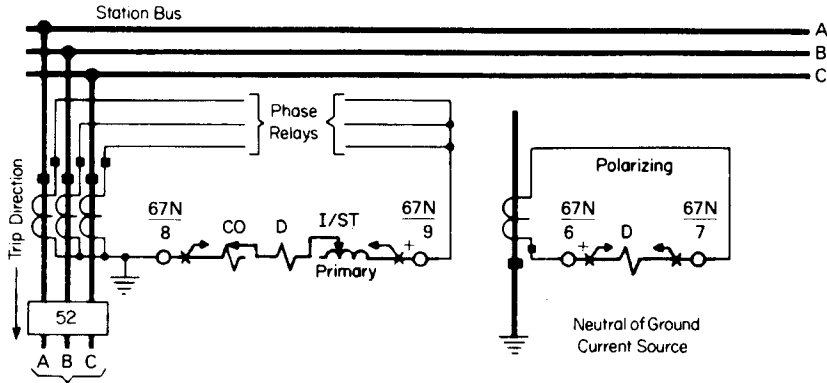 Station Bus
A
B
C
Phase
Relays
Polarizing
Trip Direction
67N
8
CO
D
I/ST
67N
9
+
Primary
67N
6
+
D
67N
7
52
A B C
Neutral of Ground
Current Source